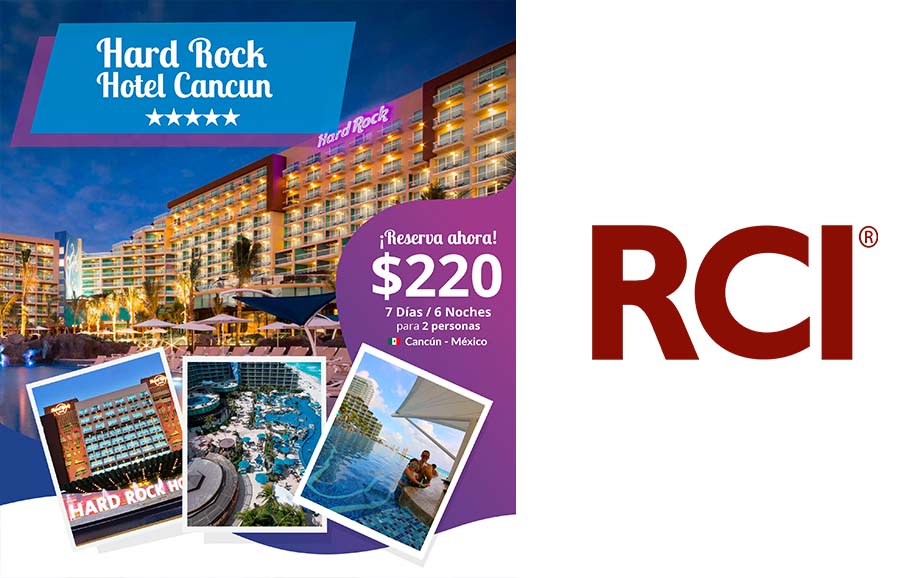 Hard Rock
Hotel Cancun
★★★★★
Hard Rock
¡Reserva ahora!
$220
7 Días / 6 Noches
para 2 personas
Cancún - México
HARD ROCK HO
RCI®